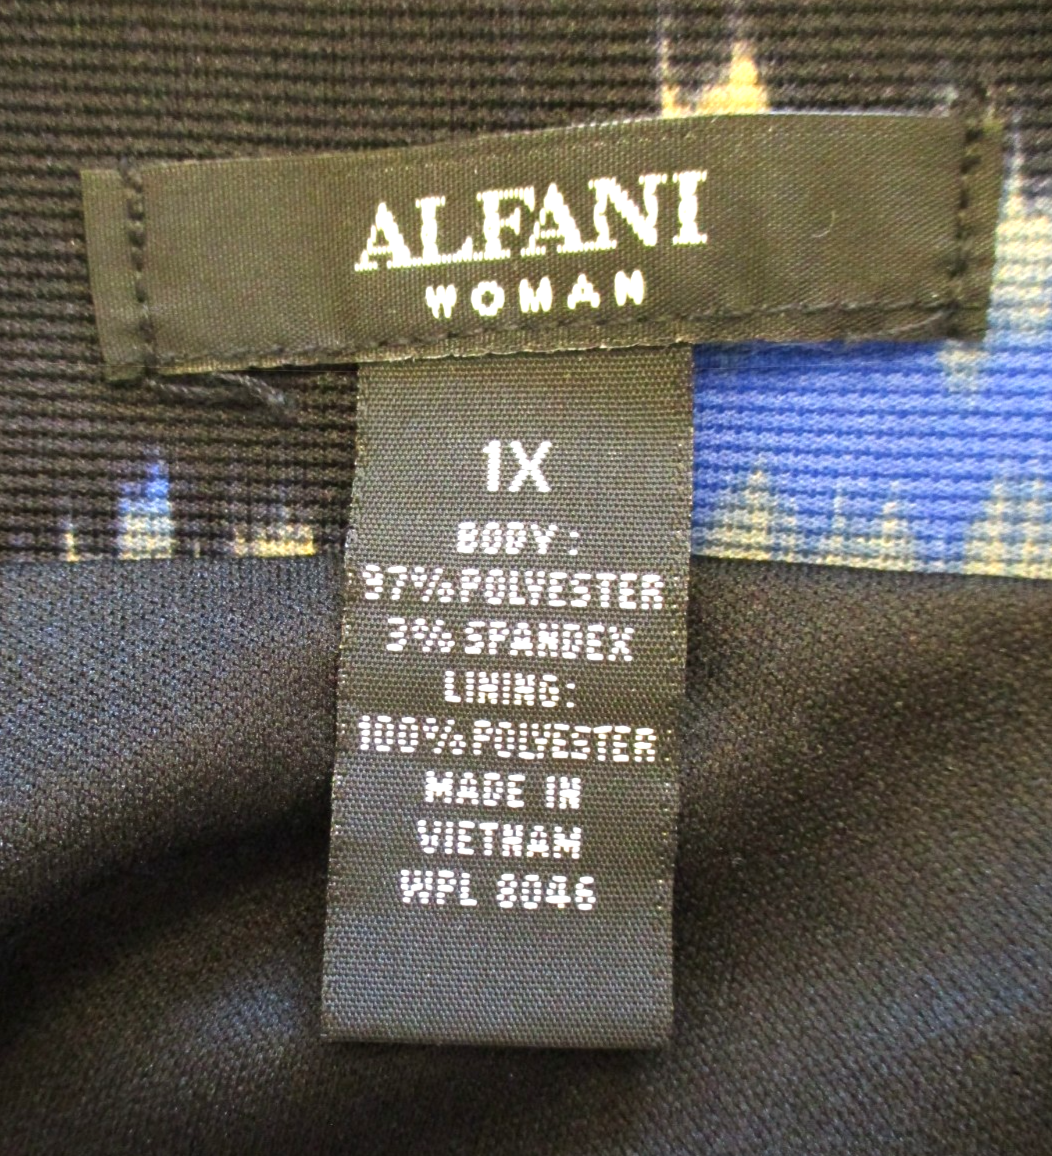 ALFANI
WOMAN
1X
BODY:
97%POLYESTER
3%SPANDEX
LINING:
100%POLYESTER
MADE IN
VIETNAM
WPL 8046